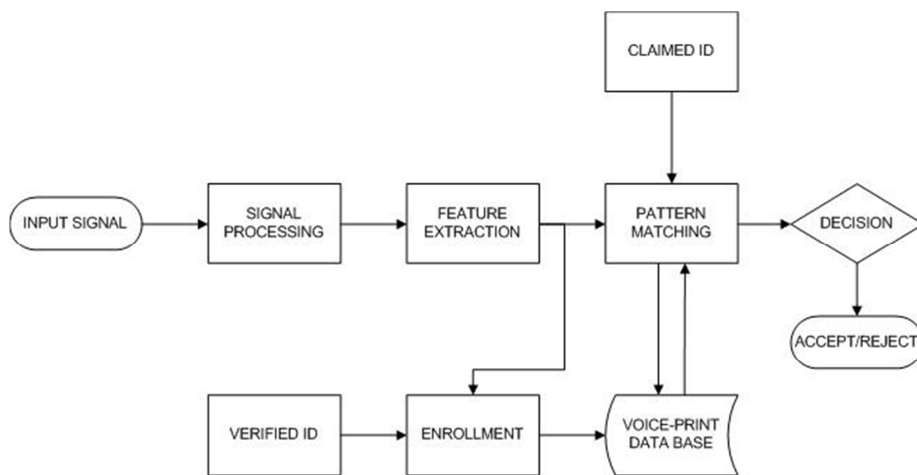 CLAIMED ID
INPUT SIGNAL
SIGNAL
PROCESSING
FEATURE
EXTRACTION
PATTERN
MATCHING
DECISION
ACCEPT/REJECT
VERIFIED ID
ENROLLMENT
VOICE-PRINT
DATA BASE